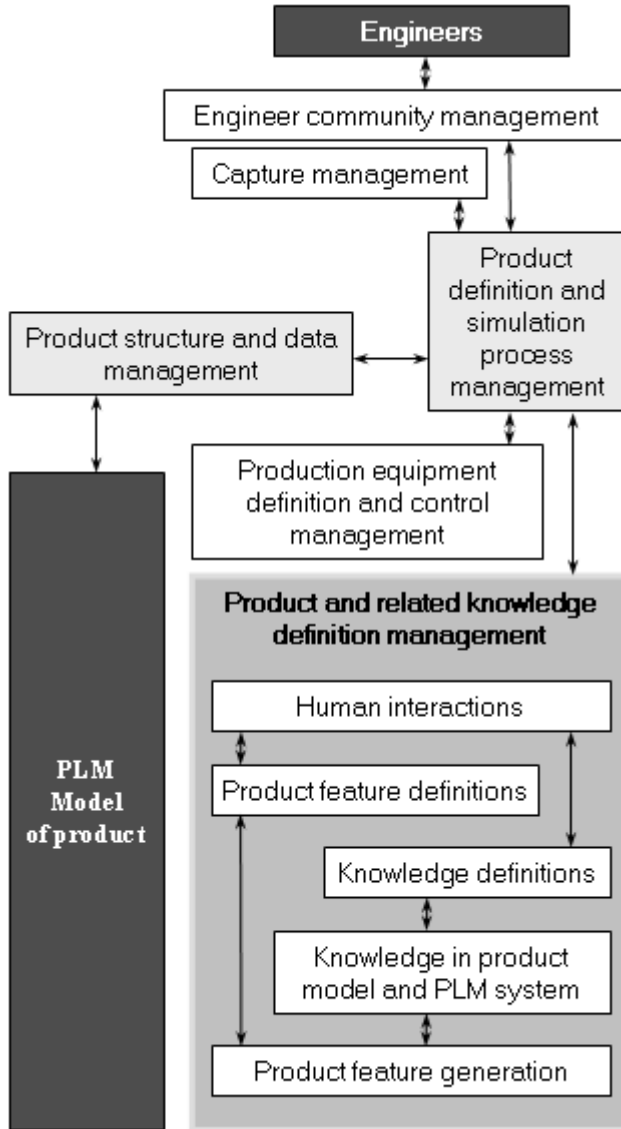 Engineers
Engineer community management
Capture management
Product
definition and
simulation
process
management
Product structure and data
management
Production equipment
definition and control
management
Product and related knowledge
definition management
Human interactions
Product feature definitions
PLM
Model
of product
Knowledge definitions
Knowledge in product
model and PLM system
Product feature generation